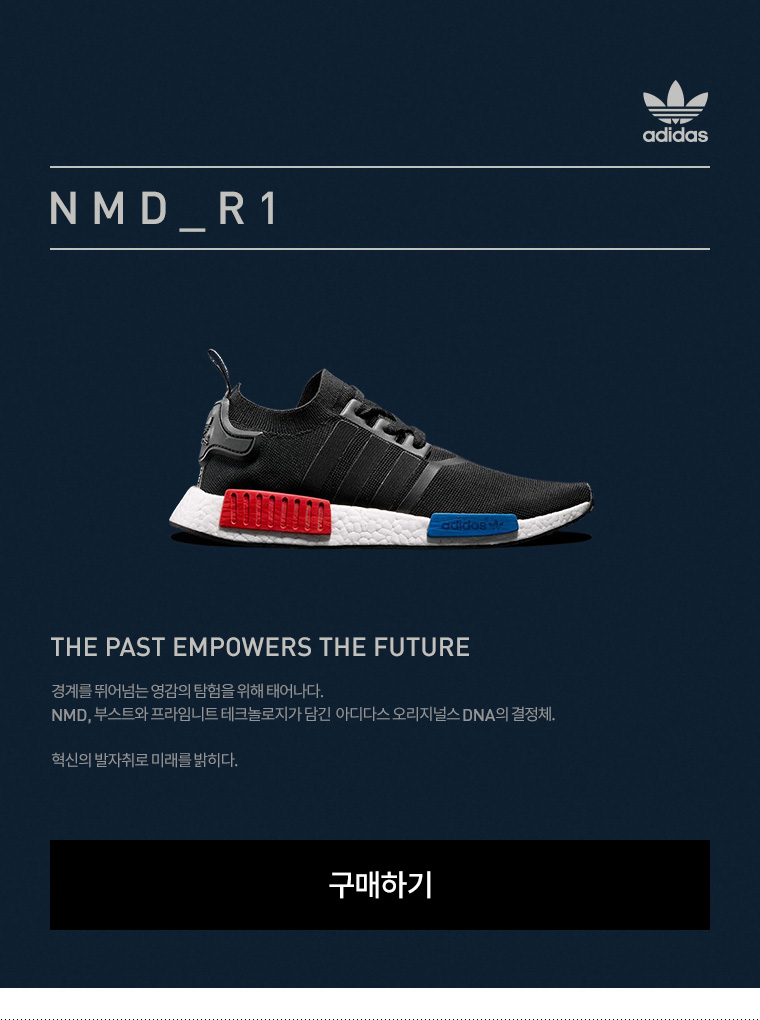 adidas
NMD_R1
adidas
THE PAST EMPOWERS THE FUTURE
경계를 뛰어넘는 영감의 탐험을 위해 태어나다.
NMD, 부스트와 프라임니트 테크놀로지가 담긴 아디다스 오리지널스 DNA의 결정체.
혁신의 발자취로 미래를 밝히다.
구매하기